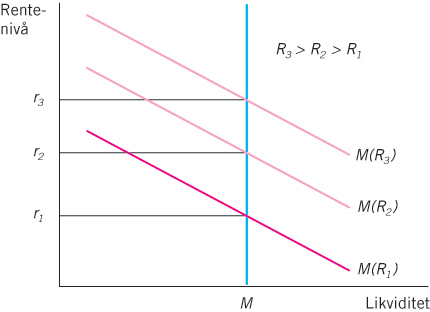 Rente-
nivå
R₃ > R₂ > R₁
r₃
r₂
r₁
M(R₃)
M(R₂)
M(R₁)
M
Likviditet